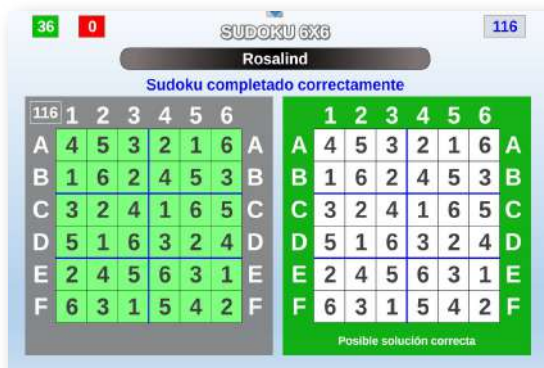 36 0 SUDOKU 6X6 116
Rosalind
Sudoku completado correctamente
116 1 2 3 4 5 6
A 4 5 3 2 1 6 A
B 1 6 2 4 5 3 B
C 3 2 4 1 6 5 C
D 5 1 6 3 2 4 D
E 2 4 5 6 3 1 E
F 6 3 1 5 4 2 F
1 2 3 4 5 6
A 4 5 3 2 1 6 A
B 1 6 2 4 5 3 B
C 3 2 4 1 6 5 C
D 5 1 6 3 2 4 D
E 2 4 5 6 3 1 E
F 6 3 1 5 4 2 F
Posible solución correcta